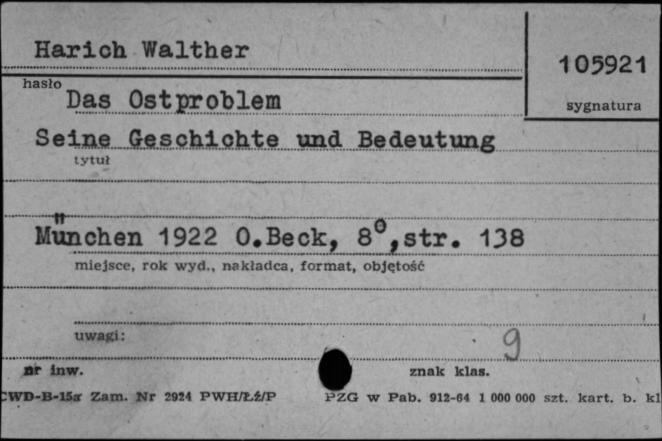 Harich Walther
105921
hasło
Das Ostproblem
sygnatura
Seine Geschichte und Bedeutung
tytuł
München 1922 O.Beck, 8⁰,str. 138
miejsce, rok wyd., nakładca, format, objętość
uwagi:
9
nr inw.
znak klas.
CWD-B-15a Zam. Nr 2924 PWH/Łź/P
PZG w Pab. 912-64 1 000 000 szt. kart. b. kl